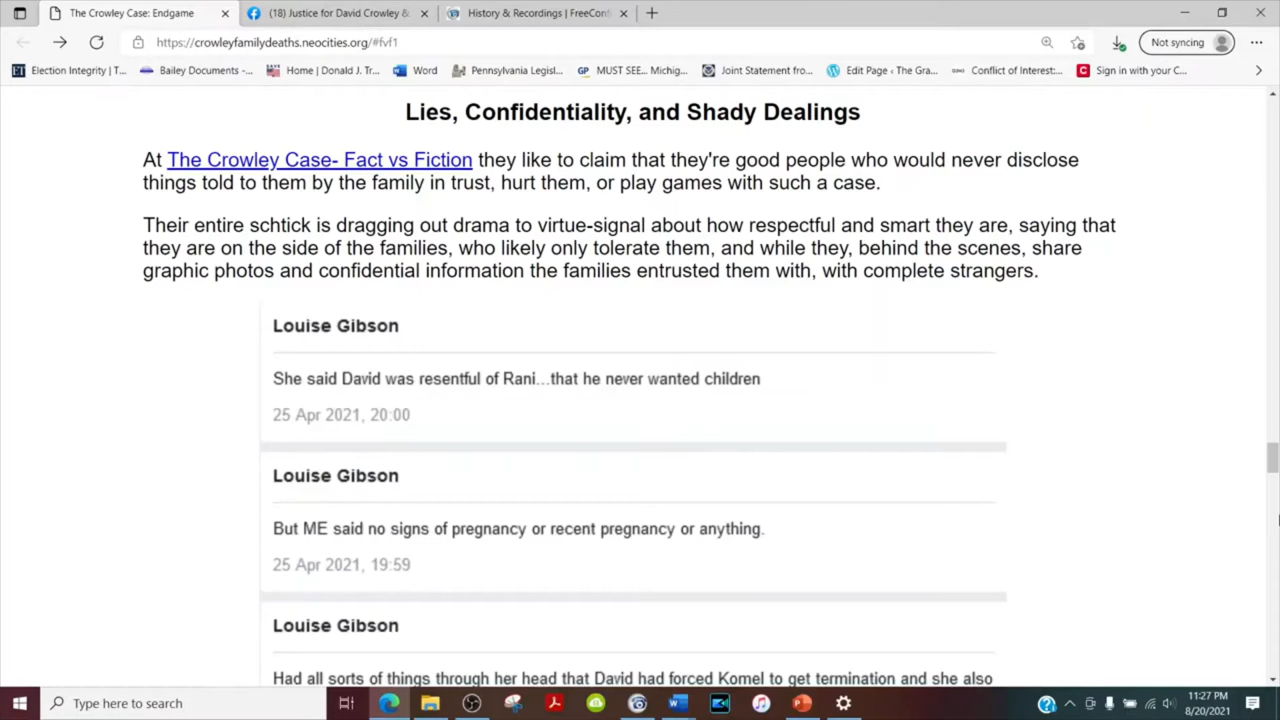 The Crowley Case: Endgame
(18) Justice for David Crowley &
History & Recordings | FreeConf
https://crowleyfamilydeaths.neocities.org/#fvf1
Not syncing
Election Integrity | T...
Bailey Documents -...
Home | Donald J. Tr...
Word
Pennsylvania Legisl...
GP MUST SEE... Michig...
Joint Statement fro...
Edit Page ‹ The Gra...
Conflict of Interest:...
Sign in with your C...
Lies, Confidentiality, and Shady Dealings
At The Crowley Case- Fact vs Fiction they like to claim that they're good people who would never disclose
things told to them by the family in trust, hurt them, or play games with such a case.
Their entire schtick is dragging out drama to virtue-signal about how respectful and smart they are, saying that
they are on the side of the families, who likely only tolerate them, and while they, behind the scenes, share
graphic photos and confidential information the families entrusted them with, with complete strangers.
Louise Gibson
She said David was resentful of Rani...that he never wanted children
25 Apr 2021, 20:00
Louise Gibson
But ME said no signs of pregnancy or recent pregnancy or anything.
25 Apr 2021, 19:59
Louise Gibson
Had all sorts of things through her head that David had forced Komel to get termination and she also
Type here to search
11:27 PM
8/20/2021